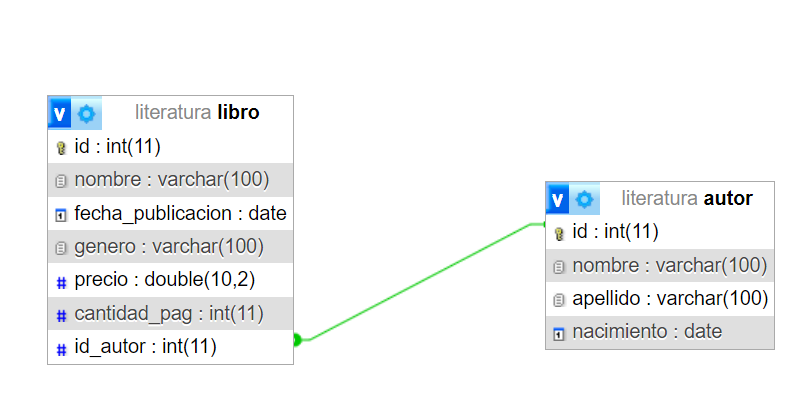 literatura libro
id : int(11)
nombre : varchar(100)
fecha_publicacion : date
genero : varchar(100)
precio : double(10,2)
cantidad_pag : int(11)
id_autor : int(11)
literatura autor
id : int(11)
nombre : varchar(100)
apellido : varchar(100)
nacimiento : date